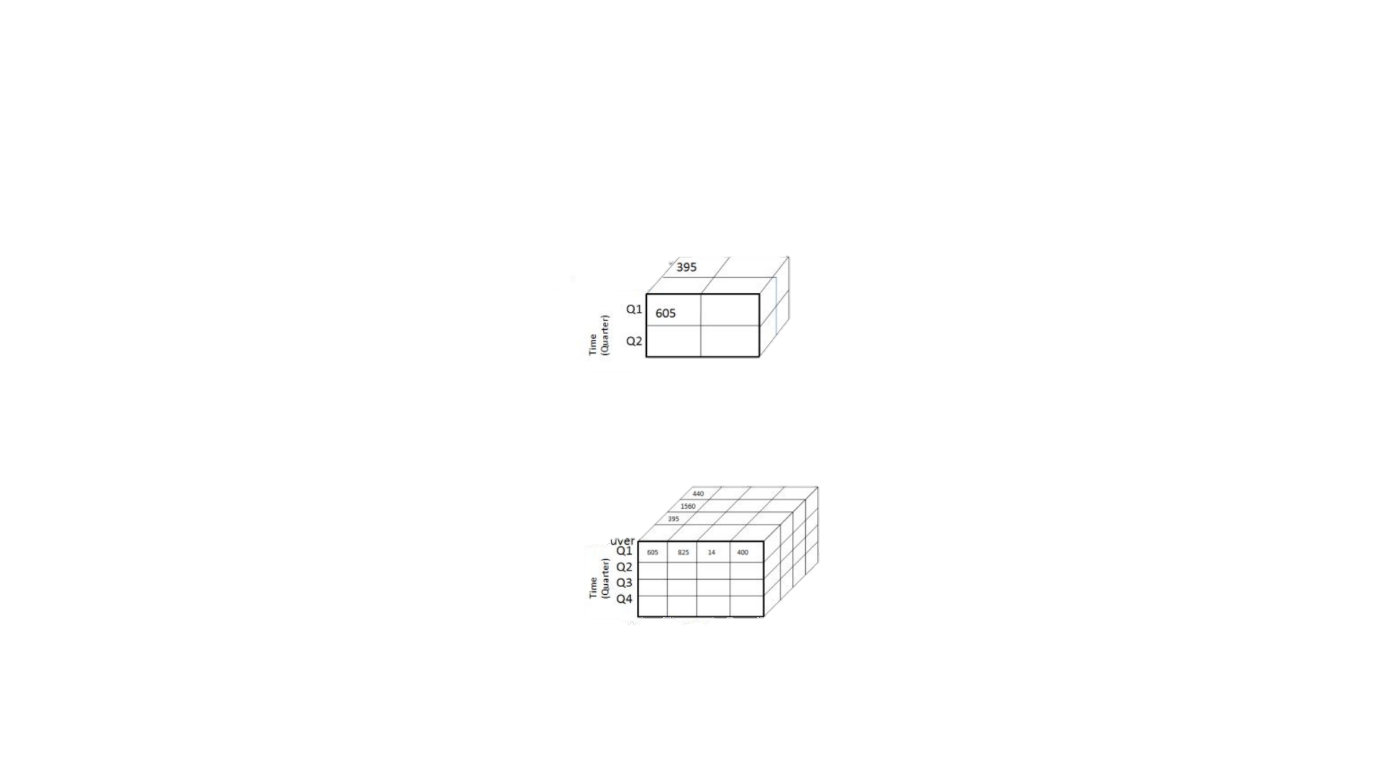 395
Q1
605
Time
(Quarter)
Q2
440
1560
395
uver
Q1 605 825 14 400
Q2
Time
(Quarter)
Q3
Q4